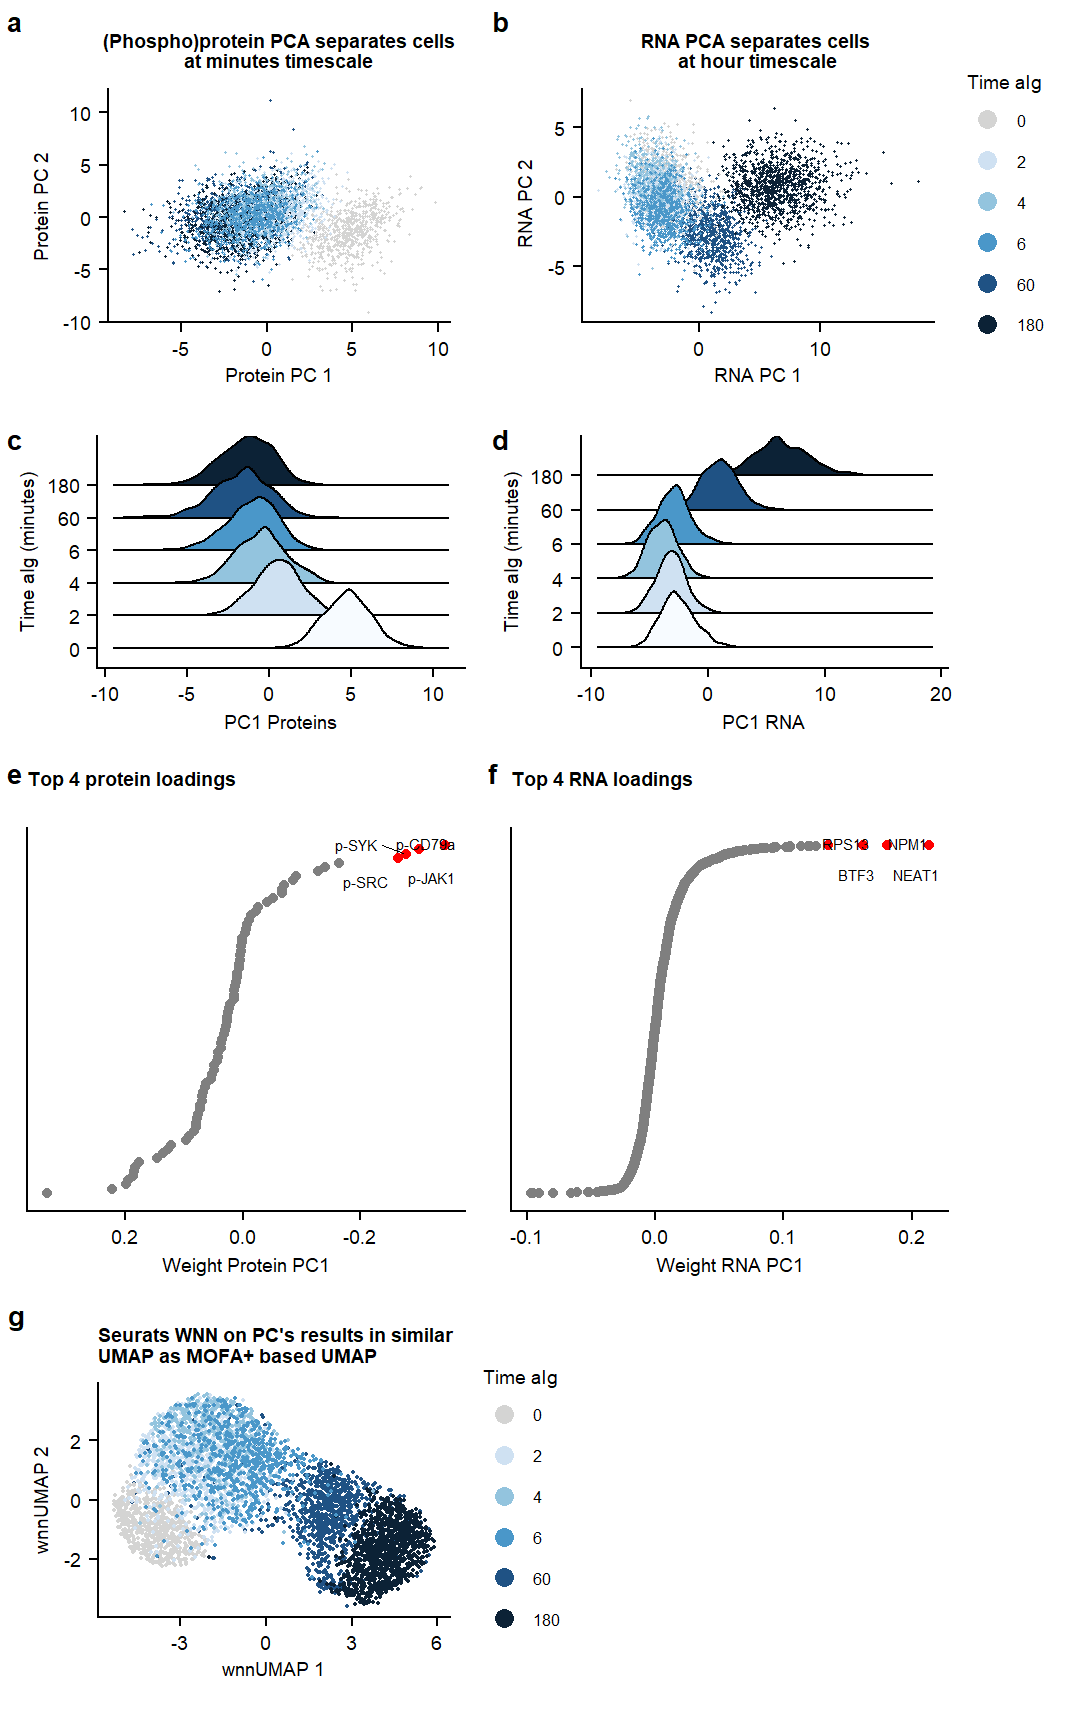 a
(Phospho)protein PCA separates cells
at minutes timescale
10
5
0
-5
-10
Protein PC 2
-5
0
5
10
Protein PC 1
b
RNA PCA separates cells
at hour timescale
5
0
-5
RNA PC 2
0
10
RNA PC 1
Time aIg
0
2
4
6
60
180
c
Time aIg (minutes)
180
60
6
4
2
0
-10
-5
0
5
10
PC1 Proteins
d
Time aIg (minutes)
180
60
6
4
2
0
-10
0
10
20
PC1 RNA
e Top 4 protein loadings
p-SYK
p-CD79a
p-SRC
p-JAK1
0.2
0.0
-0.2
Weight Protein PC1
f Top 4 RNA loadings
RPS13
NPM1
BTF3
NEAT1
-0.1
0.0
0.1
0.2
Weight RNA PC1
g
Seurats WNN on PC's results in similar
UMAP as MOFA+ based UMAP
2
0
-2
wnnUMAP 2
-3
0
3
6
wnnUMAP 1
Time aIg
0
2
4
6
60
180